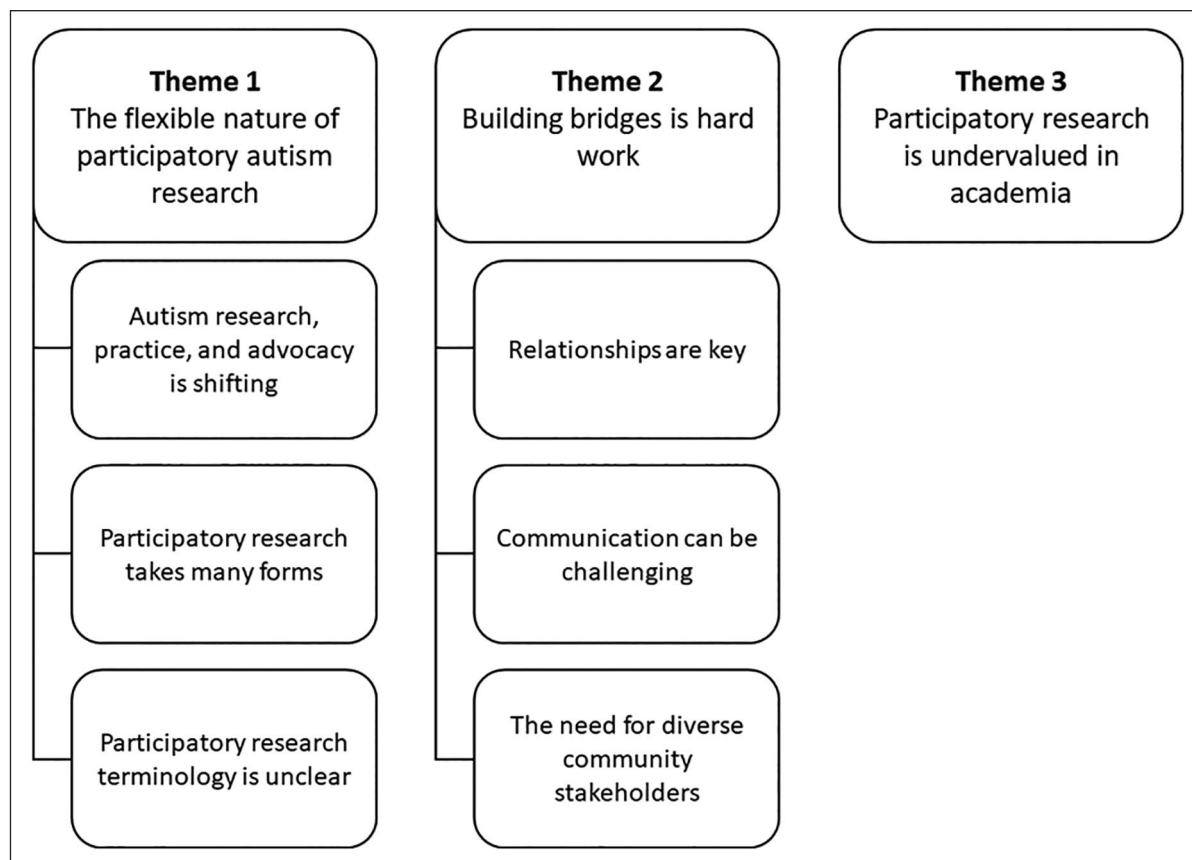 Theme 1
The flexible nature of
participatory autism
research
Autism research,
practice, and advocacy
is shifting
Participatory research
takes many forms
Participatory research
terminology is unclear
Theme 2
Building bridges is hard
work
Relationships are key
Communication can be
challenging
The need for diverse
community
stakeholders
Theme 3
Participatory research
is undervalued in
academia